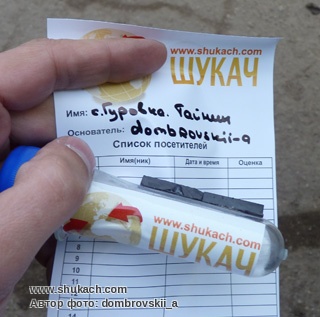 www.shukach.com
ШУКАЧ
Имя: с.Гуровка. Тайник
Основатель: dombrovskii-a
Список посетителей
Имя(ник) Дата и время Оценка
www.shukach.com
ШУКАЧ
8
9
10
11
12
13
14
www.shukach.com
Автор фото: dombrovskii_a